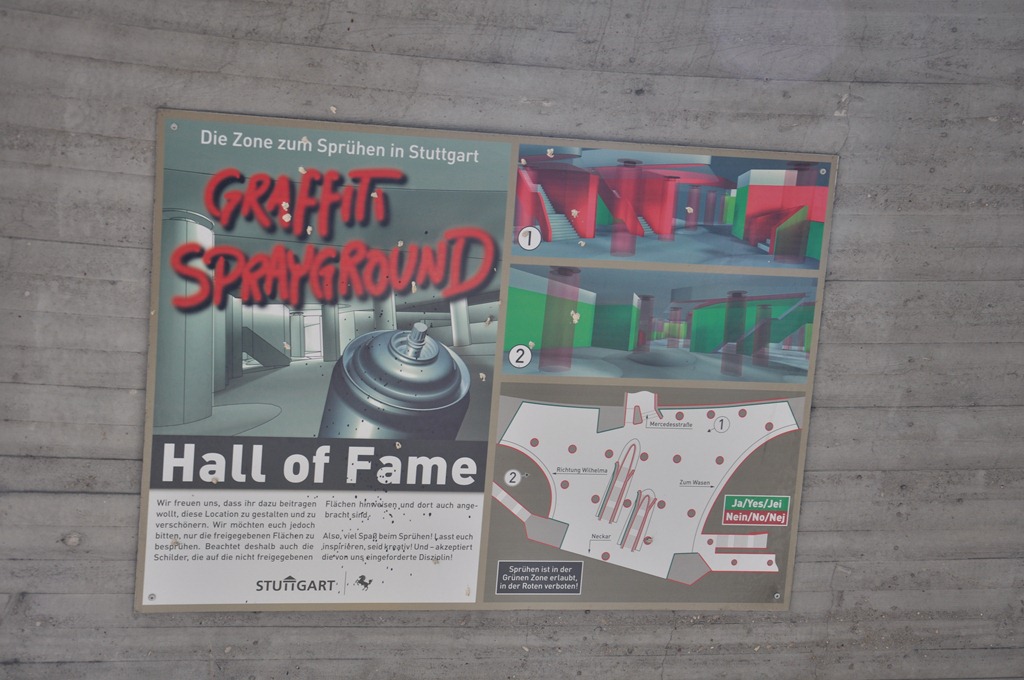 Die Zone zum Sprühen in Stuttgart
GRAFFITI
SPRAYGROUND
Hall of Fame
Wir freuen uns, dass ihr dazu beitragen
wollt, diese Location zu gestalten und zu
verschönern. Wir möchten euch jedoch
bitten, nur die freigegebenen Flächen zu
besprühen. Beachtet deshalb auch die
Schilder, die auf die nicht freigegebenen
Flächen hinweisen und dort auch ange-
bracht sind.
Also, viel Spaß beim Sprühen! Lasst euch
inspirieren, seid kreativ! Und – akzeptiert
die von uns eingeforderte Disziplin!
STUTTGART
1
2
Mercedesstraße
1
2
Richtung Wilhelma
Zum Wasen
Ja/Yes/Jei
Nein/No/Nej
Neckar
Sprühen ist in der
Grünen Zone erlaubt,
in der Roten verboten!